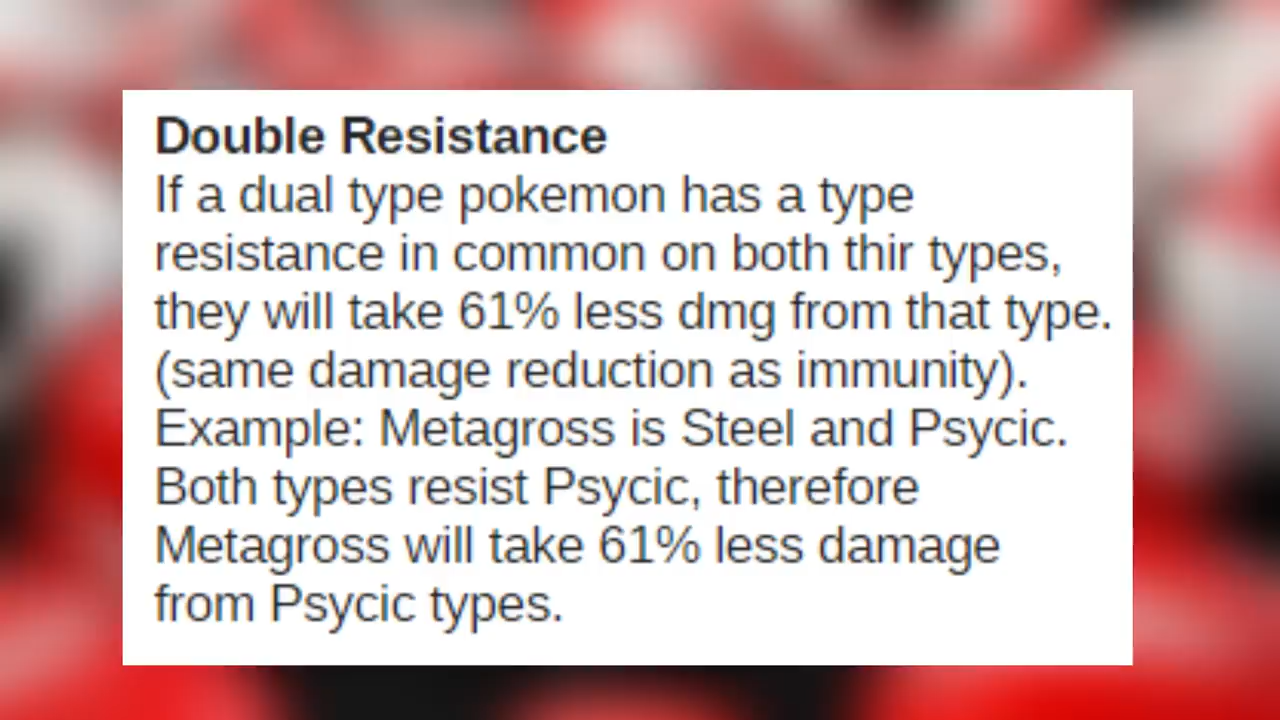 Double Resistance
If a dual type pokemon has a type
resistance in common on both thir types,
they will take 61% less dmg from that type.
(same damage reduction as immunity).
Example: Metagross is Steel and Psycic.
Both types resist Psycic, therefore
Metagross will take 61% less damage
from Psycic types.